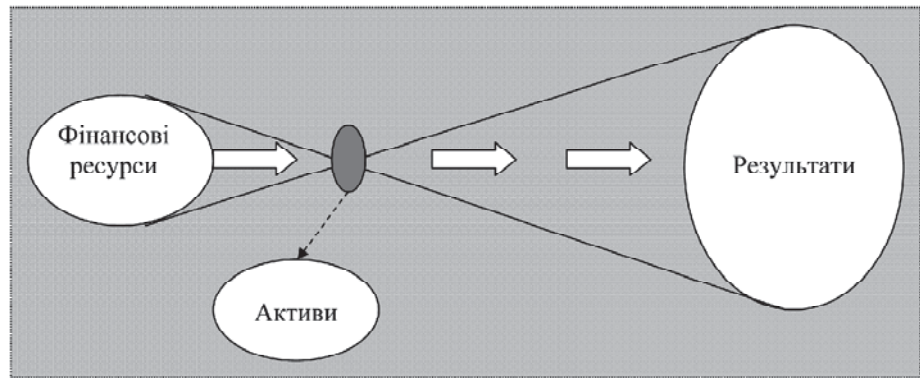 Фінансові
ресурси
Результати
Активи